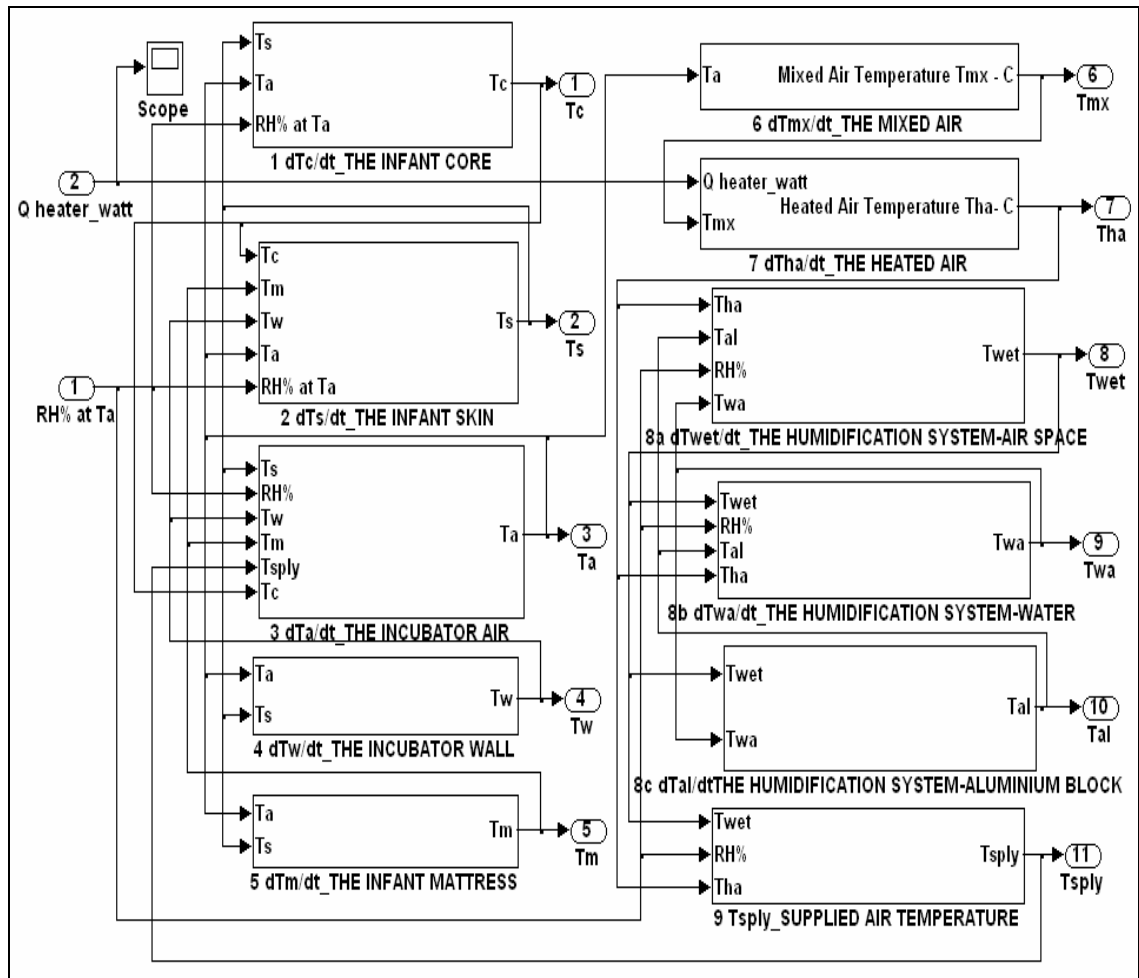 Scope
2
Q heater_watt
1
RH% at Ta
Ts
Ta
RH% at Ta
Tc
1 dTc/dt_THE INFANT CORE
1
Tc
Tc
Tm
Tw
Ta
RH% at Ta
Ts
2 dTs/dt_THE INFANT SKIN
2
Ts
Ts
RH%
Tw
Tm
Tsply
Tc
Ta
3 dTa/dt_THE INCUBATOR AIR
3
Ta
Ta
Ts
Tw
4 dTw/dt_THE INCUBATOR WALL
4
Tw
Ta
Ts
Tm
5 dTm/dt_THE INFANT MATTRESS
5
Tm
Ta
Mixed Air Temperature Tmx - C
6 dTmx/dt_THE MIXED AIR
6
Tmx
Q heater_watt
Tmx
Heated Air Temperature Tha- C
7 dTha/dt_THE HEATED AIR
7
Tha
Tha
Tal
RH%
Twa
Twet
8a dTwet/dt_THE HUMIDIFICATION SYSTEM-AIR SPACE
8
Twet
Twet
RH%
Tal
Tha
Twa
8b dTwa/dt_THE HUMIDIFICATION SYSTEM-WATER
9
Twa
Twet
Twa
Tal
8c dTal/dtTHE HUMIDIFICATION SYSTEM-ALUMINIUM BLOCK
10
Tal
Twet
RH%
Tha
Tsply
9 Tsply_SUPPLIED AIR TEMPERATURE
11
Tsply